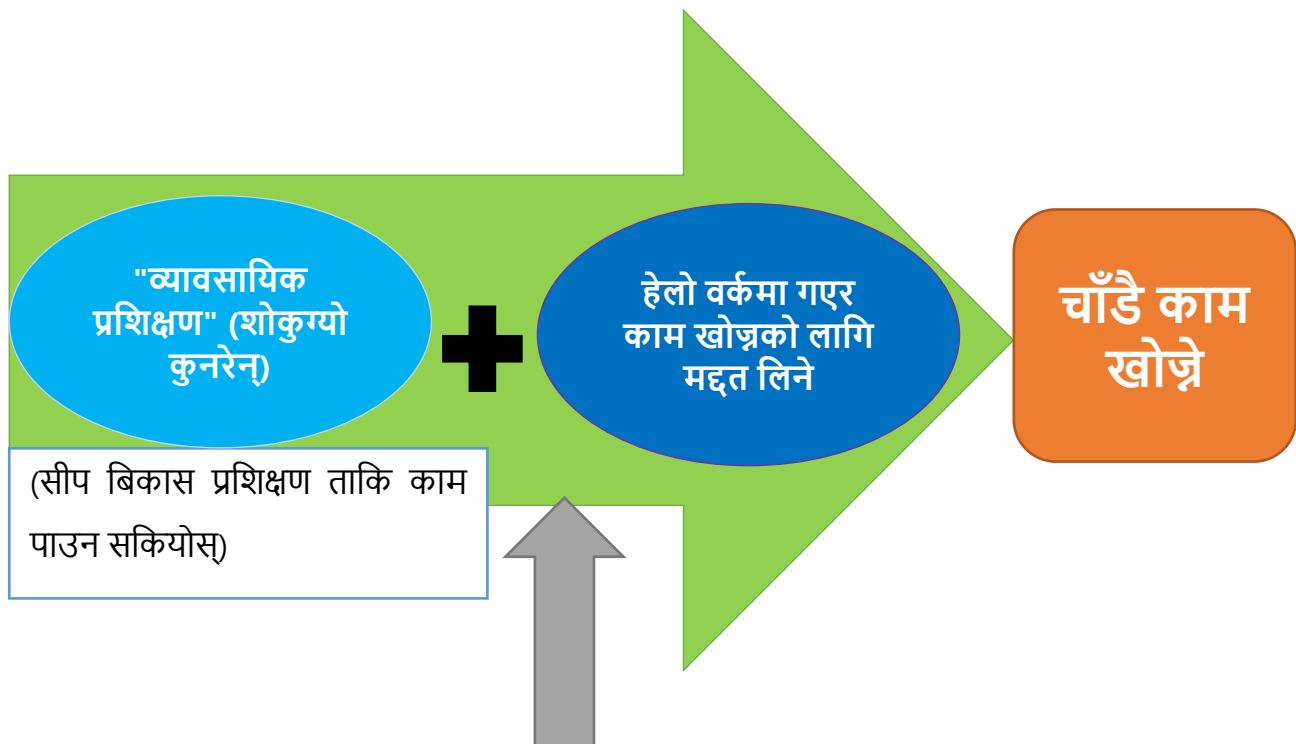 "व्यावसायिक
प्रशिक्षण" (शोकुग्यो
कुनरेन्)
हेलो वर्कमा गएर
काम खोज्नको लागि
मद्दत लिने
चाँडै काम
खोज्ने
(सीप बिकास प्रशिक्षण ताकि काम
पाउन सकियोस्)